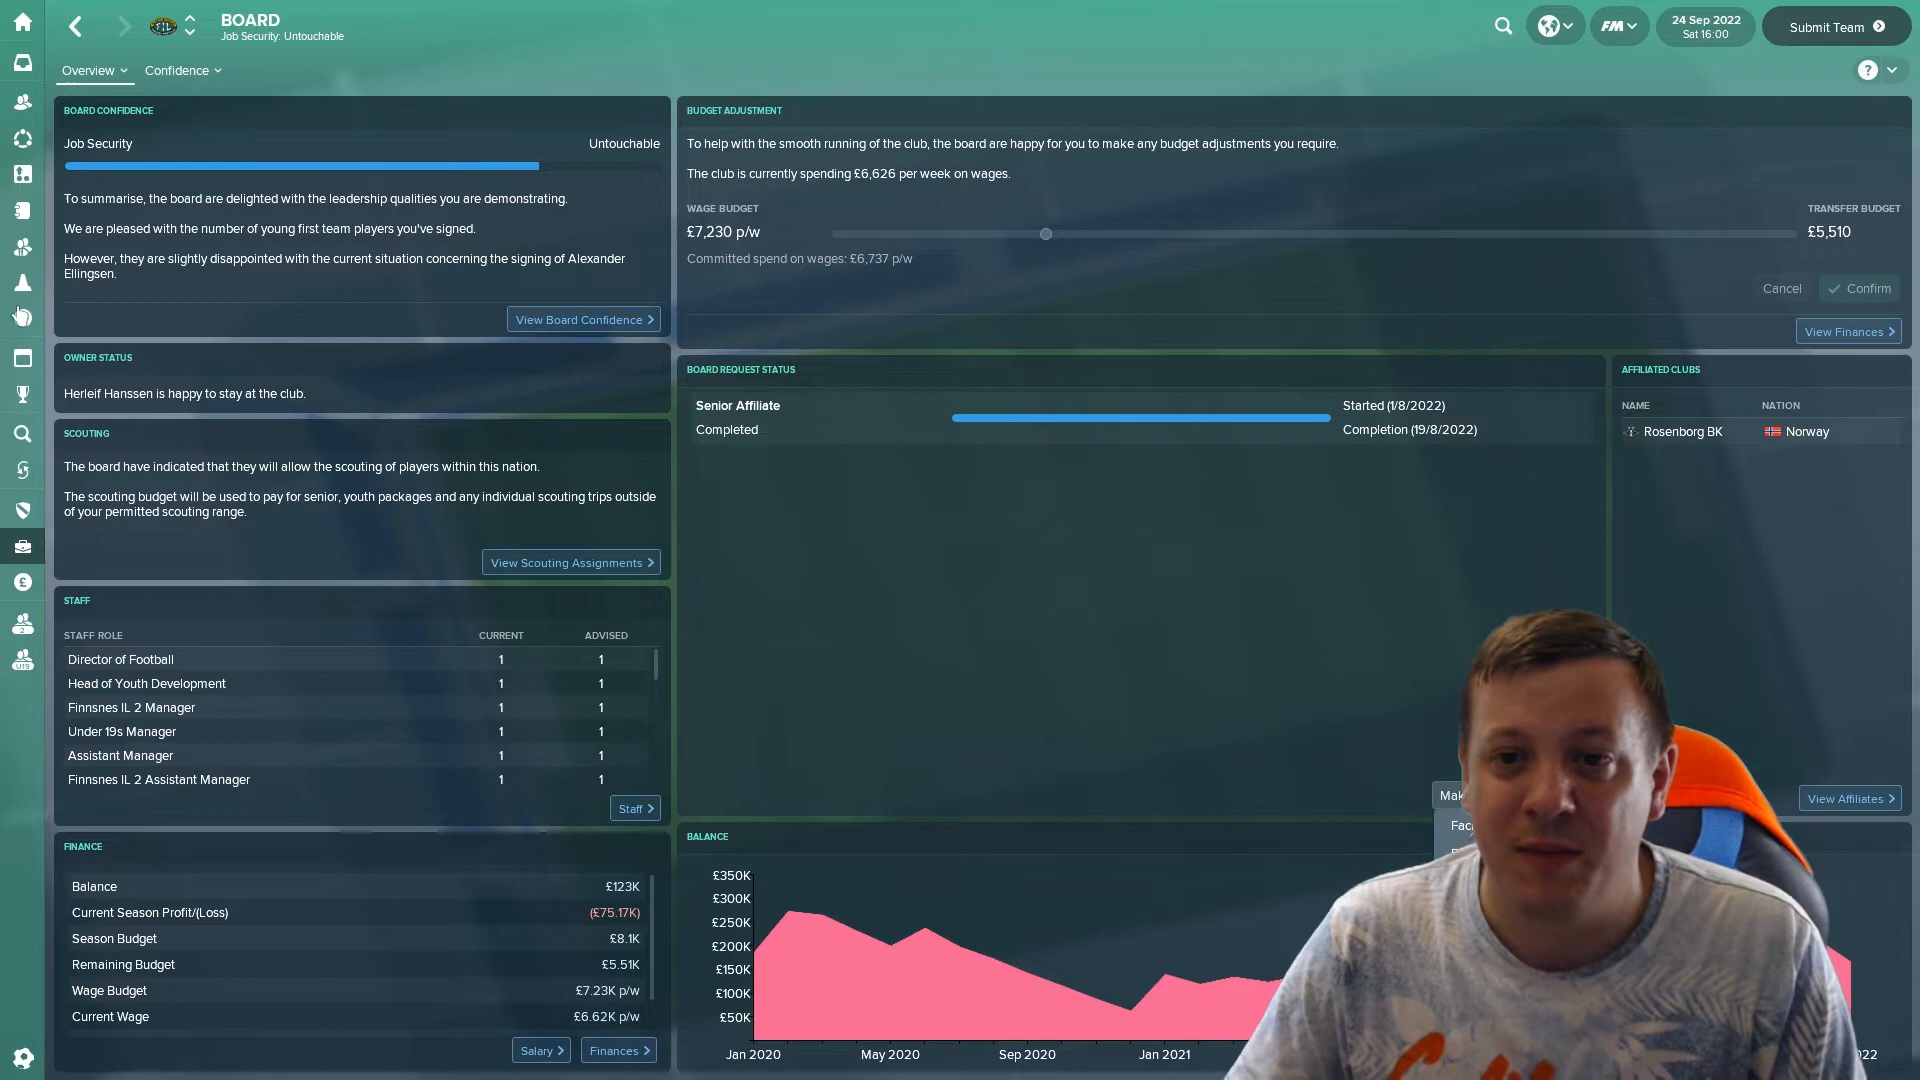 BOARD
Job Security: Untouchable
FM
24 Sep 2022
Sat 16:00
Submit Team
Overview
Confidence
?
BOARD CONFIDENCE
Job Security Untouchable
To summarise, the board are delighted with the leadership qualities you are demonstrating.
We are pleased with the number of young first team players you've signed.
However, they are slightly disappointed with the current situation concerning the signing of Alexander
Ellingsen.
View Board Confidence
OWNER STATUS
Herleif Hanssen is happy to stay at the club.
SCOUTING
The board have indicated that they will allow the scouting of players within this nation.
The scouting budget will be used to pay for senior, youth packages and any individual scouting trips outside
of your permitted scouting range.
View Scouting Assignments
STAFF
STAFF ROLE CURRENT ADVISED
Director of Football 1 1
Head of Youth Development 1 1
Finnsnes IL 2 Manager 1 1
Under 19s Manager 1 1
Assistant Manager 1 1
Finnsnes IL 2 Assistant Manager 1 1
Staff
FINANCE
Balance £123K
Current Season Profit/(Loss) (£75.17K)
Season Budget £8.1K
Remaining Budget £5.51K
Wage Budget £7.23K p/w
Current Wage £6.62K p/w
Salary
Finances
BUDGET ADJUSTMENT
To help with the smooth running of the club, the board are happy for you to make any budget adjustments you require.
The club is currently spending £6,626 per week on wages.
WAGE BUDGET TRANSFER BUDGET
£7,230 p/w £5,510
Committed spend on wages: £6,737 p/w
Cancel
Confirm
View Finances
BOARD REQUEST STATUS
Senior Affiliate Started (1/8/2022)
Completed Completion (19/8/2022)
AFFILIATED CLUBS
NAME NATION
Rosenborg BK Norway
View Affiliates
Mak
Faci
BALANCE
£350K
£300K
£250K
£200K
£150K
£100K
£50K
Jan 2020 May 2020 Sep 2020 Jan 2021 022
2
U19
£